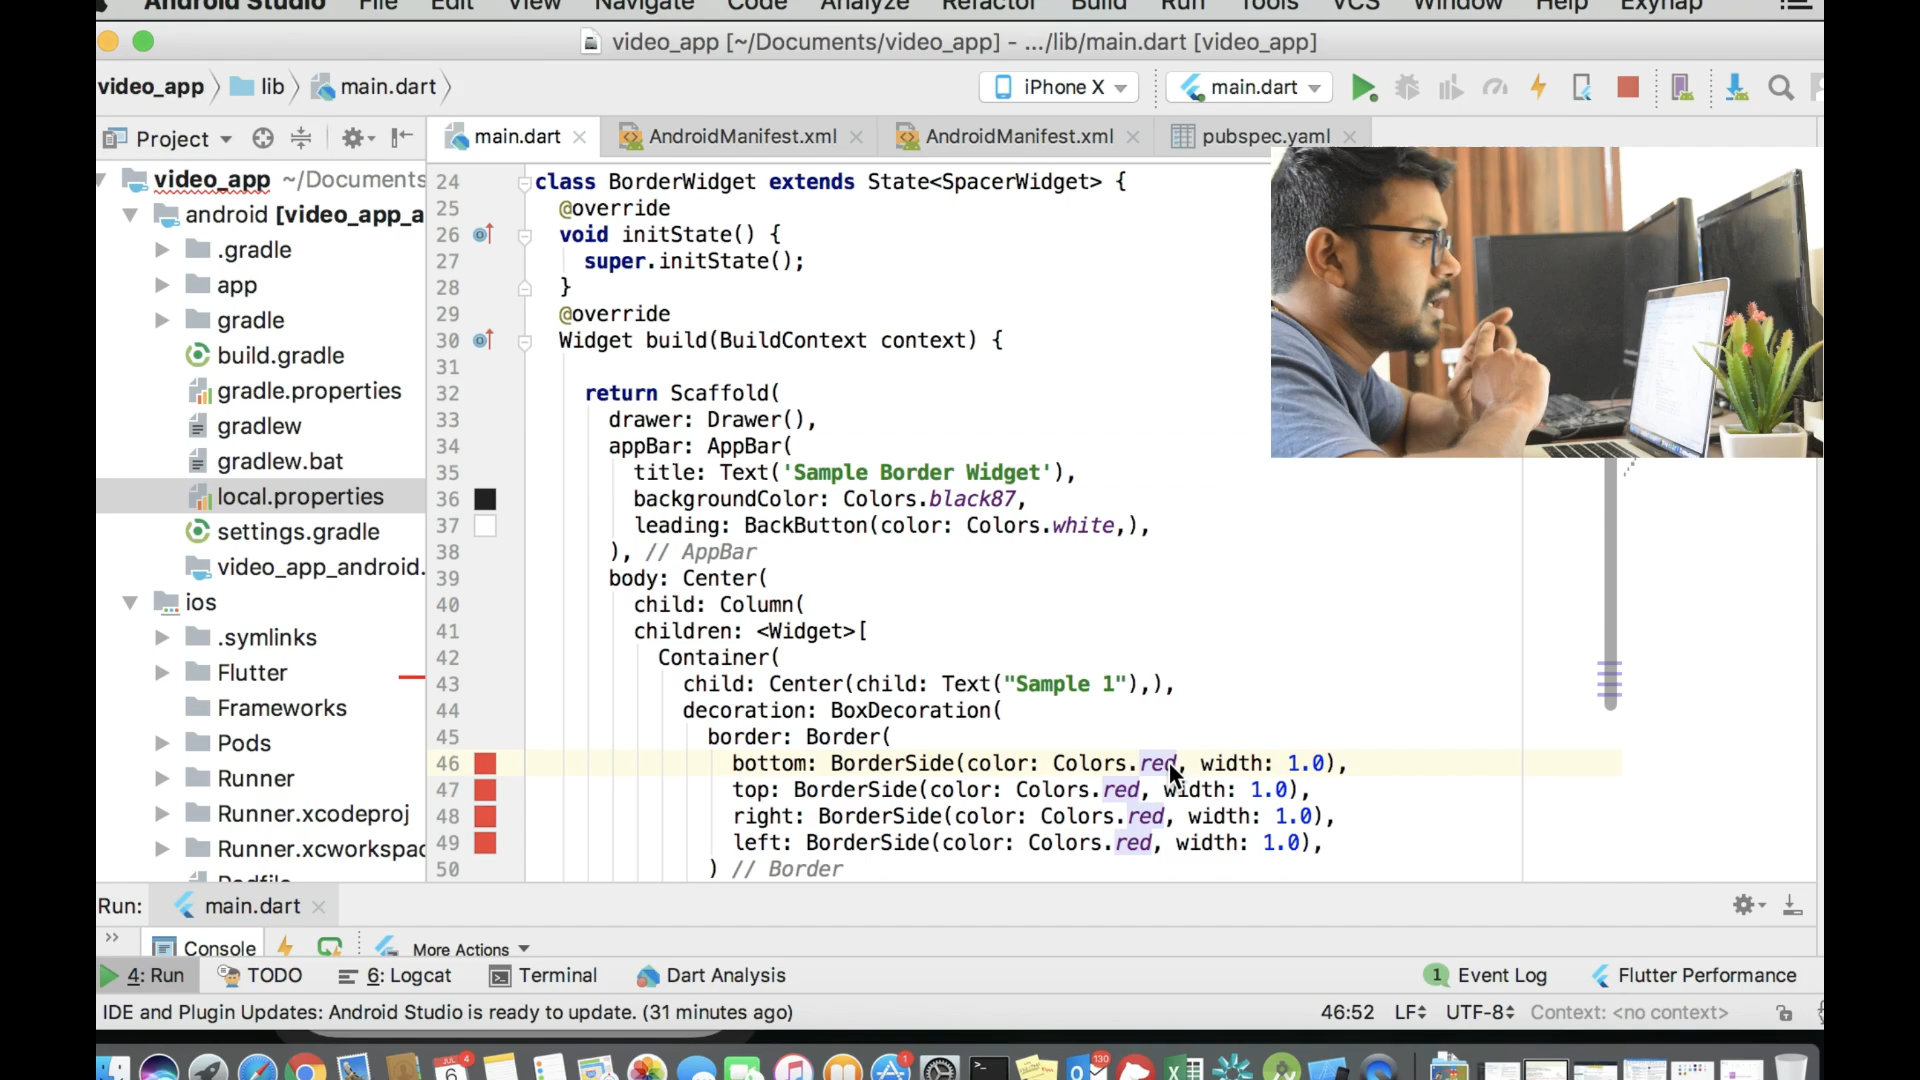 Android Studio File Edit View Navigate Code Analyze Refactor Build Run Tools VCS Window Help Exynap
video_app [~/Documents/video_app] - .../lib/main.dart [video_app]
video_app lib main.dart iPhone X main.dart
Project main.dart AndroidManifest.xml AndroidManifest.xml pubspec.yaml
video_app ~/Documents
android [video_app_a
.gradle
app
gradle
build.gradle
gradle.properties
gradlew
gradlew.bat
local.properties
settings.gradle
video_app_android.
ios
.symlinks
Flutter
Frameworks
Pods
Runner
Runner.xcodeproj
Runner.xcworkspac
Podfile
24 class BorderWidget extends State<SpacerWidget> {
25 @override
26 void initState() {
27 super.initState();
28 }
29 @override
30 Widget build(BuildContext context) {
31
32 return Scaffold(
33 drawer: Drawer(),
34 appBar: AppBar(
35 title: Text('Sample Border Widget'),
36 backgroundColor: Colors.black87,
37 leading: BackButton(color: Colors.white,),
38 ), // AppBar
39 body: Center(
40 child: Column(
41 children: <Widget>[
42 Container(
43 child: Center(child: Text("Sample 1"),),
44 decoration: BoxDecoration(
45 border: Border(
46 bottom: BorderSide(color: Colors.red, width: 1.0),
47 top: BorderSide(color: Colors.red, width: 1.0),
48 right: BorderSide(color: Colors.red, width: 1.0),
49 left: BorderSide(color: Colors.red, width: 1.0),
50 ) // Border
Run: main.dart
Console More Actions
4: Run TODO 6: Logcat Terminal Dart Analysis 1 Event Log Flutter Performance
IDE and Plugin Updates: Android Studio is ready to update. (31 minutes ago) 46:52 LF UTF-8 Context: <no context>
JUL 4 6 1 130